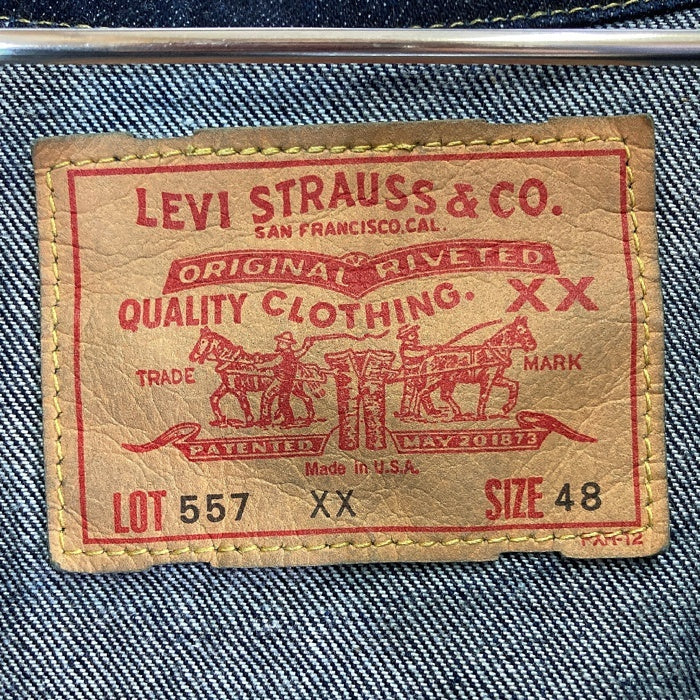 LEVI STRAUSS & CO.
SAN FRANCISCO, CAL.
ORIGINAL RIVETED
QUALITY CLOTHING. XX
TRADE MARK
PATENTED MAY 20 1873
Made in U.S.A.
LOT 557 XX SIZE 48